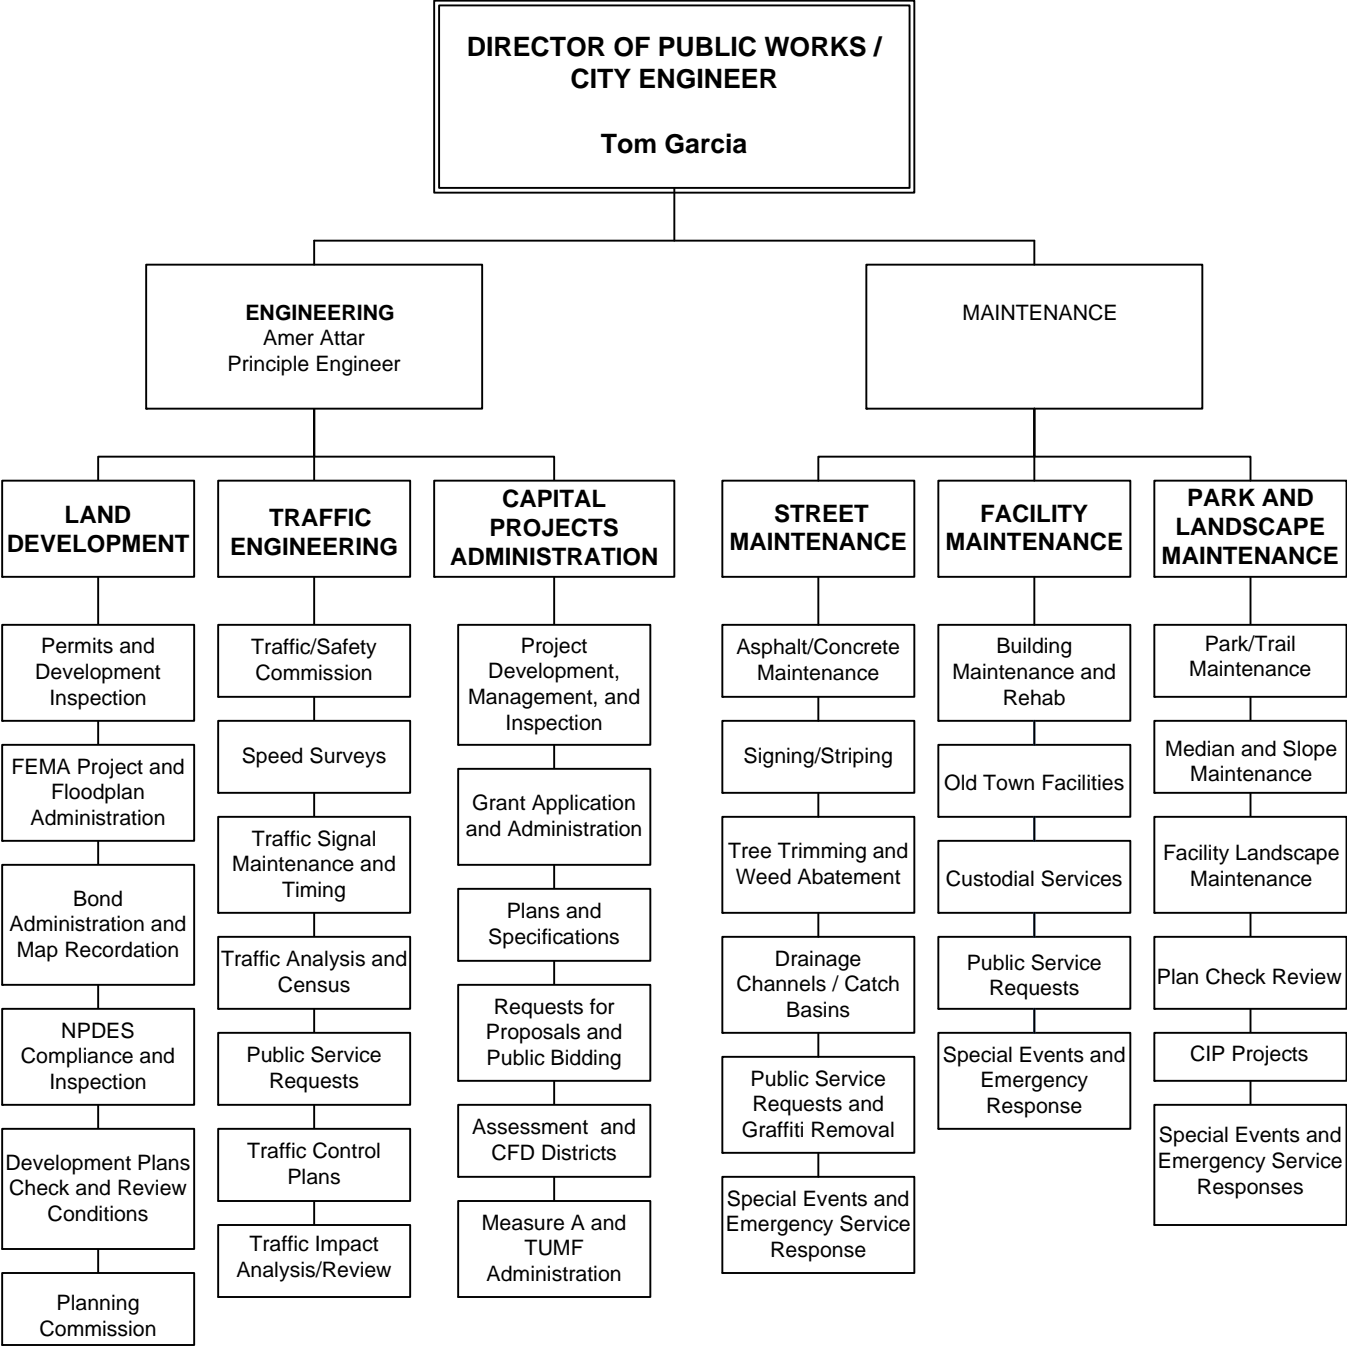 DIRECTOR OF PUBLIC WORKS /
CITY ENGINEER
Tom Garcia
ENGINEERING
Amer Attar
Principle Engineer
MAINTENANCE
LAND
DEVELOPMENT
Permits and
Development
Inspection
FEMA Project and
Floodplan
Administration
Bond
Administration and
Map Recordation
NPDES
Compliance and
Inspection
Development Plans
Check and Review
Conditions
Planning
Commission
TRAFFIC
ENGINEERING
Traffic/Safety
Commission
Speed Surveys
Traffic Signal
Maintenance and
Timing
Traffic Analysis and
Census
Public Service
Requests
Traffic Control
Plans
Traffic Impact
Analysis/Review
CAPITAL
PROJECTS
ADMINISTRATION
Project
Development,
Management, and
Inspection
Grant Application
and Administration
Plans and
Specifications
Requests for
Proposals and
Public Bidding
Assessment and
CFD Districts
Measure A and
TUMF
Administration
STREET
MAINTENANCE
Asphalt/Concrete
Maintenance
Signing/Striping
Tree Trimming and
Weed Abatement
Drainage
Channels / Catch
Basins
Public Service
Requests and
Graffiti Removal
Special Events and
Emergency Service
Response
FACILITY
MAINTENANCE
Building
Maintenance and
Rehab
Old Town Facilities
Custodial Services
Public Service
Requests
Special Events and
Emergency
Response
PARK AND
LANDSCAPE
MAINTENANCE
Park/Trail
Maintenance
Median and Slope
Maintenance
Facility Landscape
Maintenance
Plan Check Review
CIP Projects
Special Events and
Emergency Service
Responses